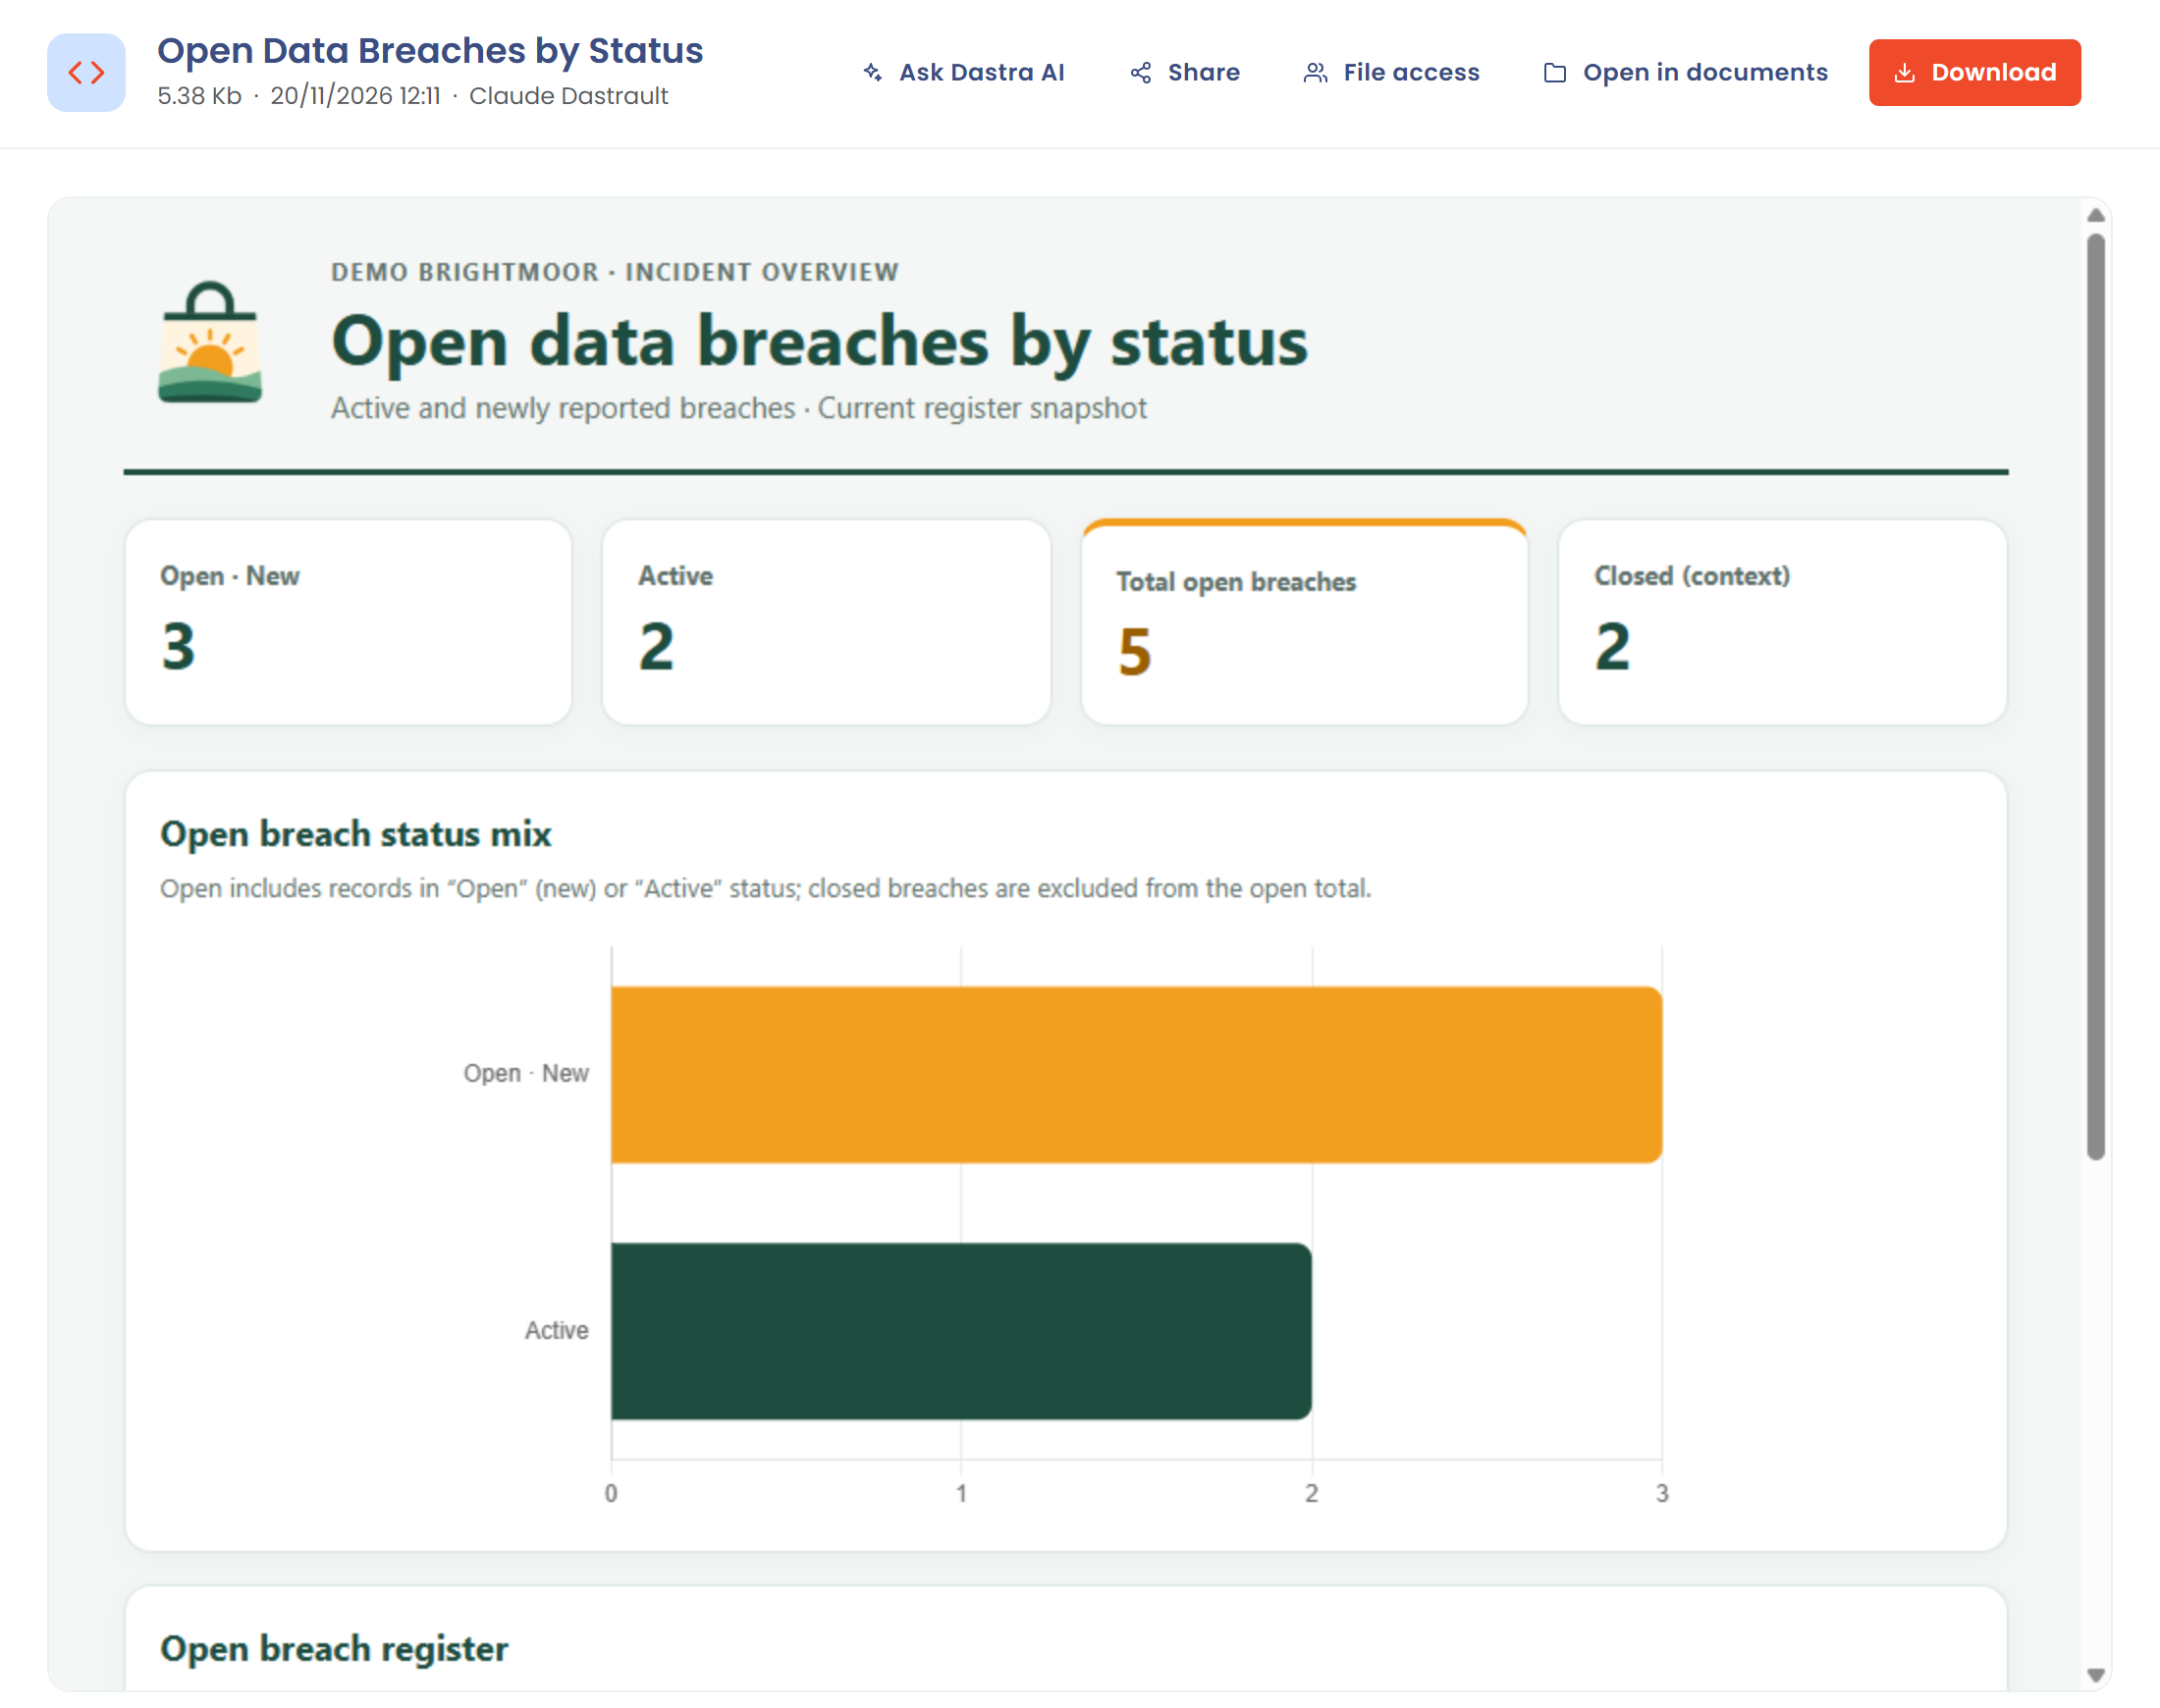 Open Data Breaches by Status
5.38 Kb · 20/11/2026 12:11 · Claude Dastrault
Ask Dastra AI
Share
File access
Open in documents
Download
DEMO BRIGHTMOOR · INCIDENT OVERVIEW
Open data breaches by status
Active and newly reported breaches · Current register snapshot
Open · New
3
Active
2
Total open breaches
5
Closed (context)
2
Open breach status mix
Open includes records in “Open” (new) or “Active” status; closed breaches are excluded from the open total.
Open · New
Active
0 1 2 3
Open breach register